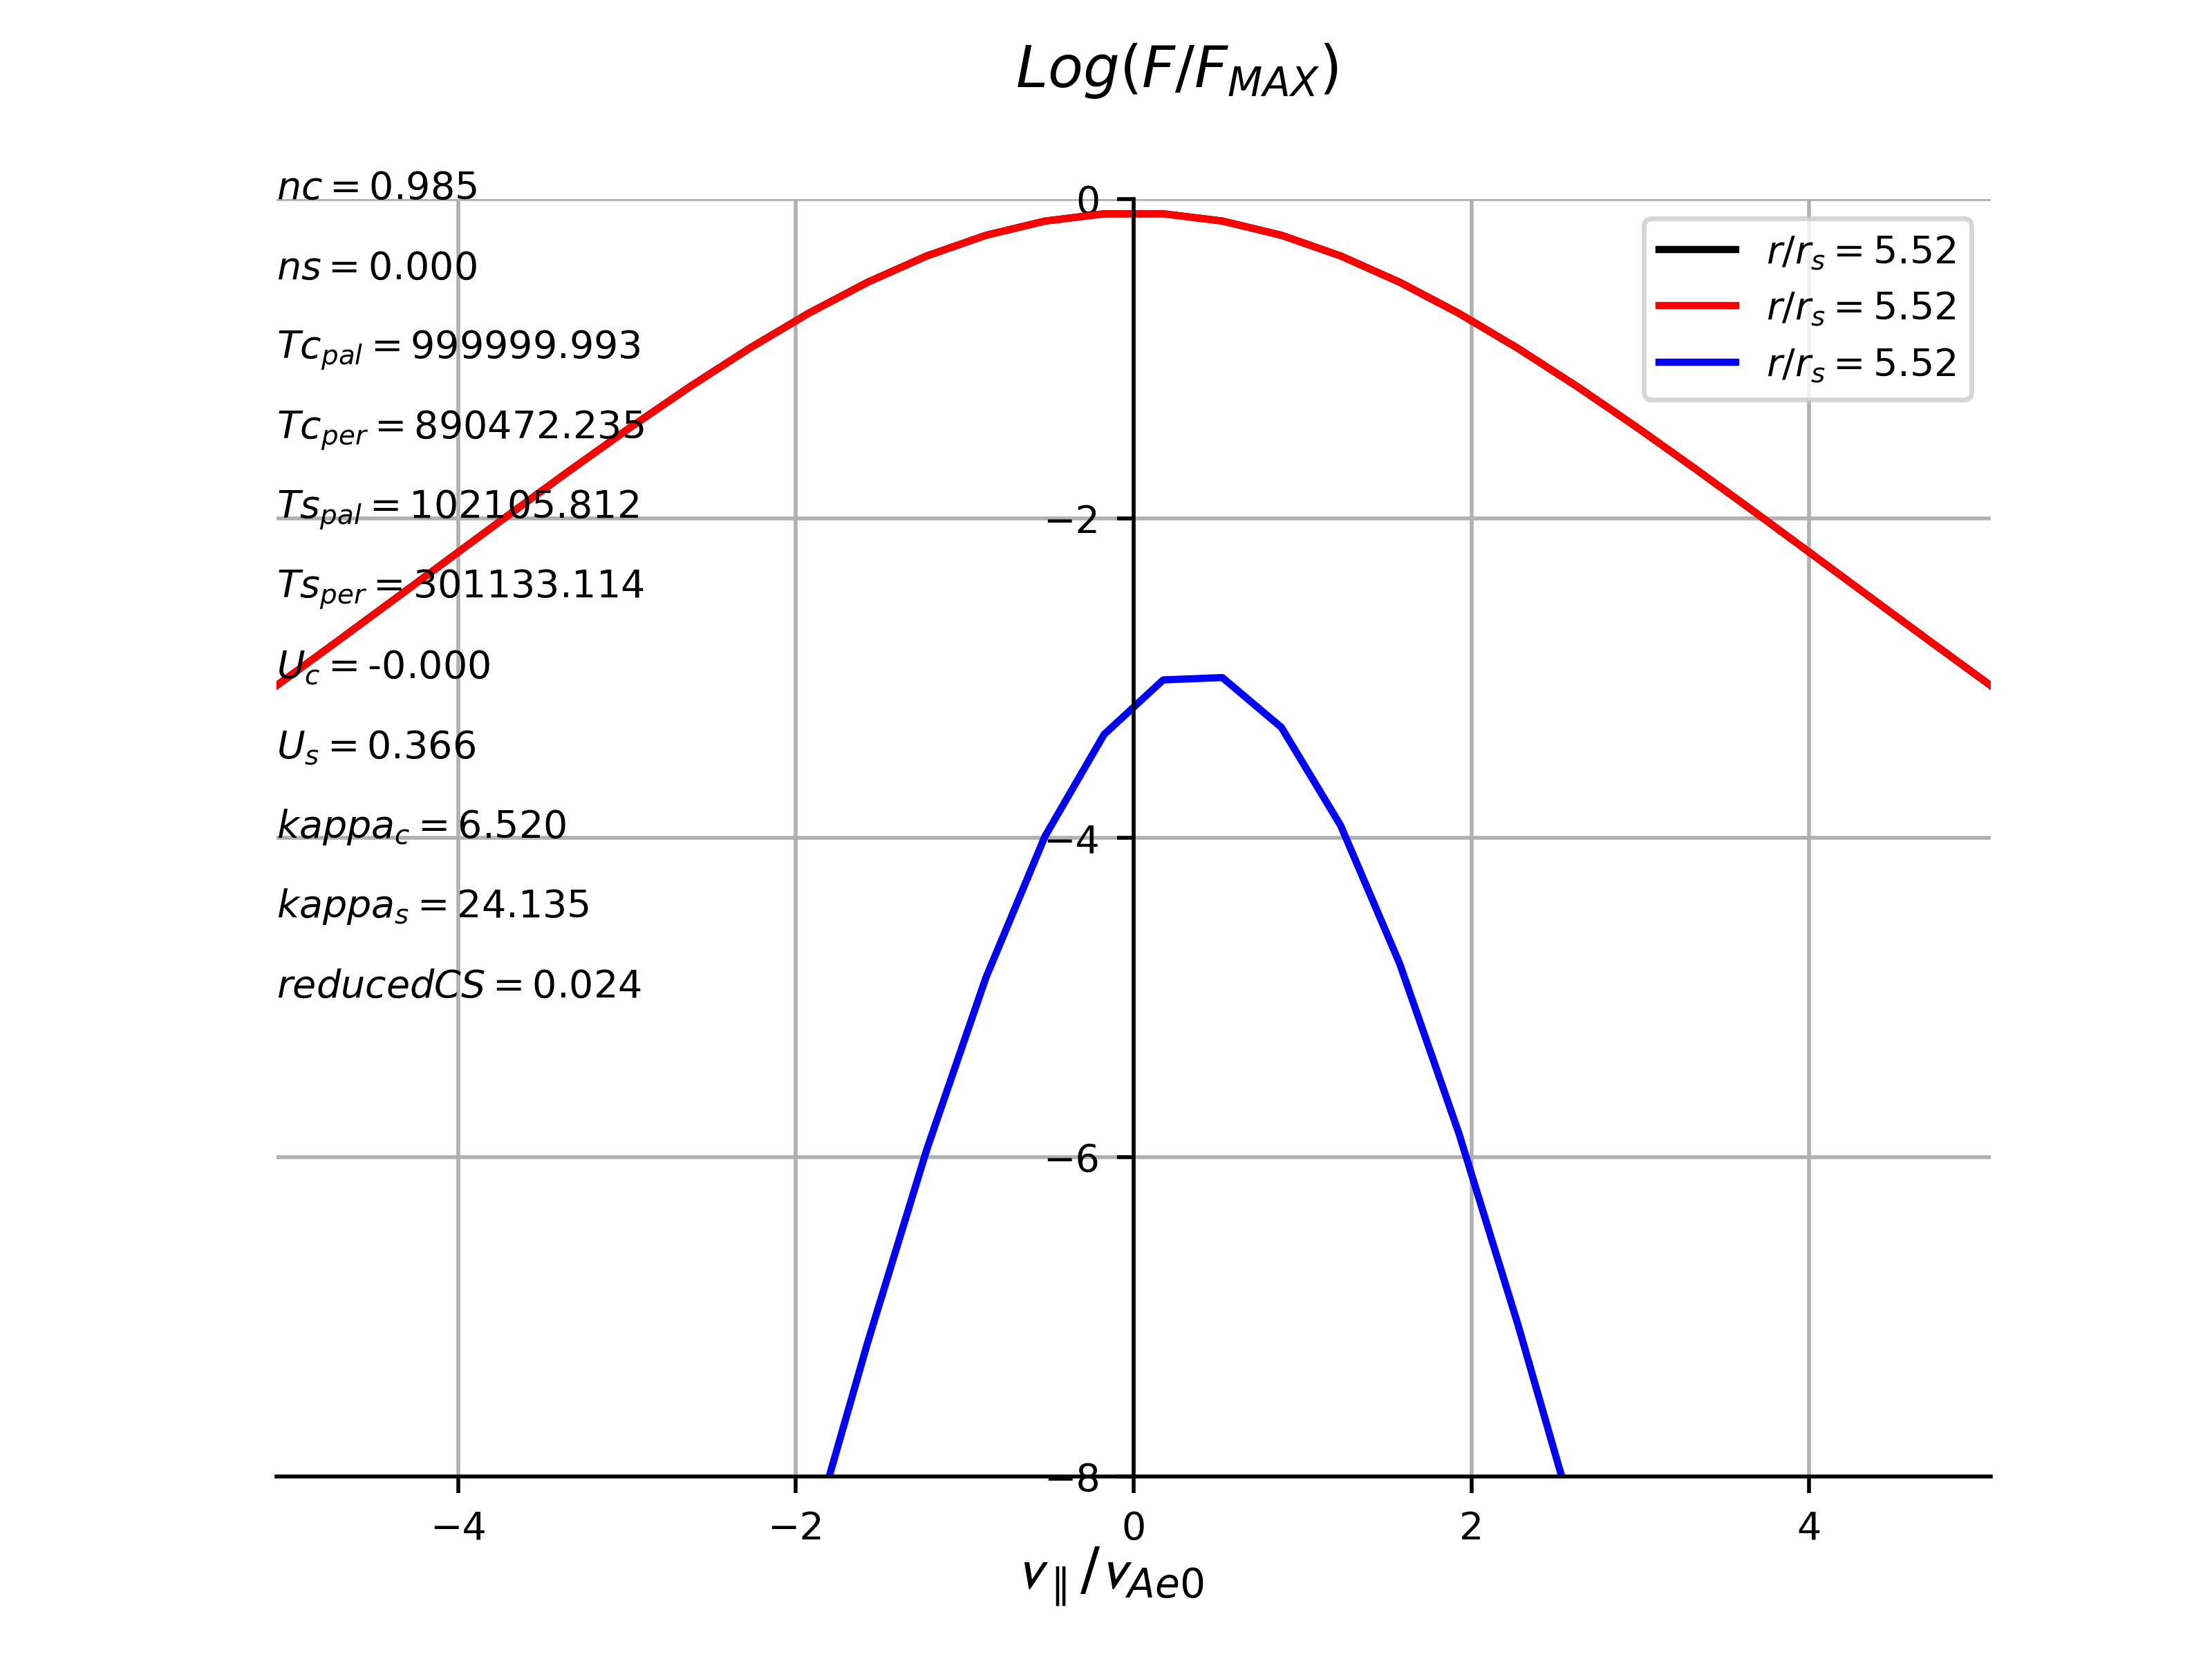 Log(F/F_MAX)
nc = 0.985
ns = 0.000
Tc_pal = 999999.993
Tc_per = 890472.235
Ts_pal = 102105.812
Ts_per = 301133.114
U_c = -0.000
U_s = 0.366
kappa_c = 6.520
kappa_s = 24.135
reducedCS = 0.024
r/r_s = 5.52
r/r_s = 5.52
r/r_s = 5.52
0
−2
−4
−6
−8
−4 −2 0 2 4
v_∥/v_Ae0